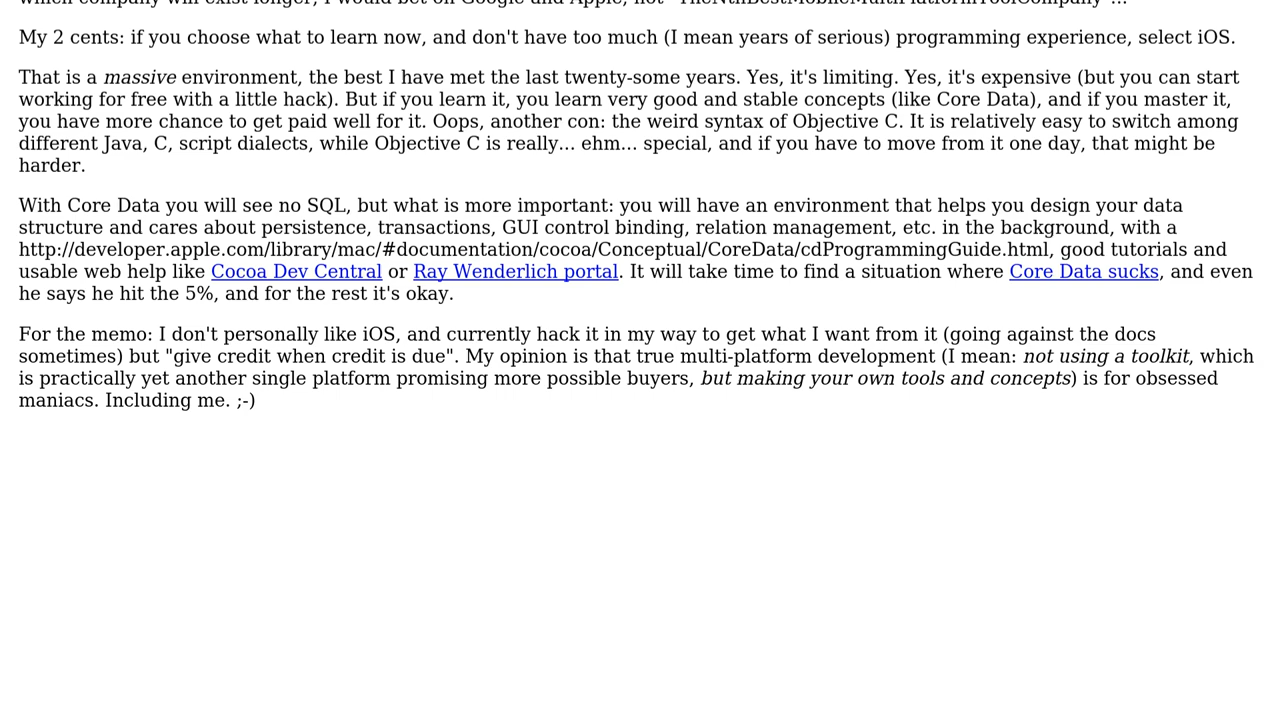 which company will exist longer, I would bet on Google and Apple, not "TheNthBestMobileMultiPlatformToolCompany"...
My 2 cents: if you choose what to learn now, and don't have too much (I mean years of serious) programming experience, select iOS.
That is a massive environment, the best I have met the last twenty-some years. Yes, it's limiting. Yes, it's expensive (but you can start
working for free with a little hack). But if you learn it, you learn very good and stable concepts (like Core Data), and if you master it,
you have more chance to get paid well for it. Oops, another con: the weird syntax of Objective C. It is relatively easy to switch among
different Java, C, script dialects, while Objective C is really... ehm... special, and if you have to move from it one day, that might be
harder.
With Core Data you will see no SQL, but what is more important: you will have an environment that helps you design your data
structure and cares about persistence, transactions, GUI control binding, relation management, etc. in the background, with a
http://developer.apple.com/library/mac/#documentation/cocoa/Conceptual/CoreData/cdProgrammingGuide.html, good tutorials and
usable web help like Cocoa Dev Central or Ray Wenderlich portal. It will take time to find a situation where Core Data sucks, and even
he says he hit the 5%, and for the rest it's okay.
For the memo: I don't personally like iOS, and currently hack it in my way to get what I want from it (going against the docs
sometimes) but "give credit when credit is due". My opinion is that true multi-platform development (I mean: not using a toolkit, which
is practically yet another single platform promising more possible buyers, but making your own tools and concepts) is for obsessed
maniacs. Including me. ;-)